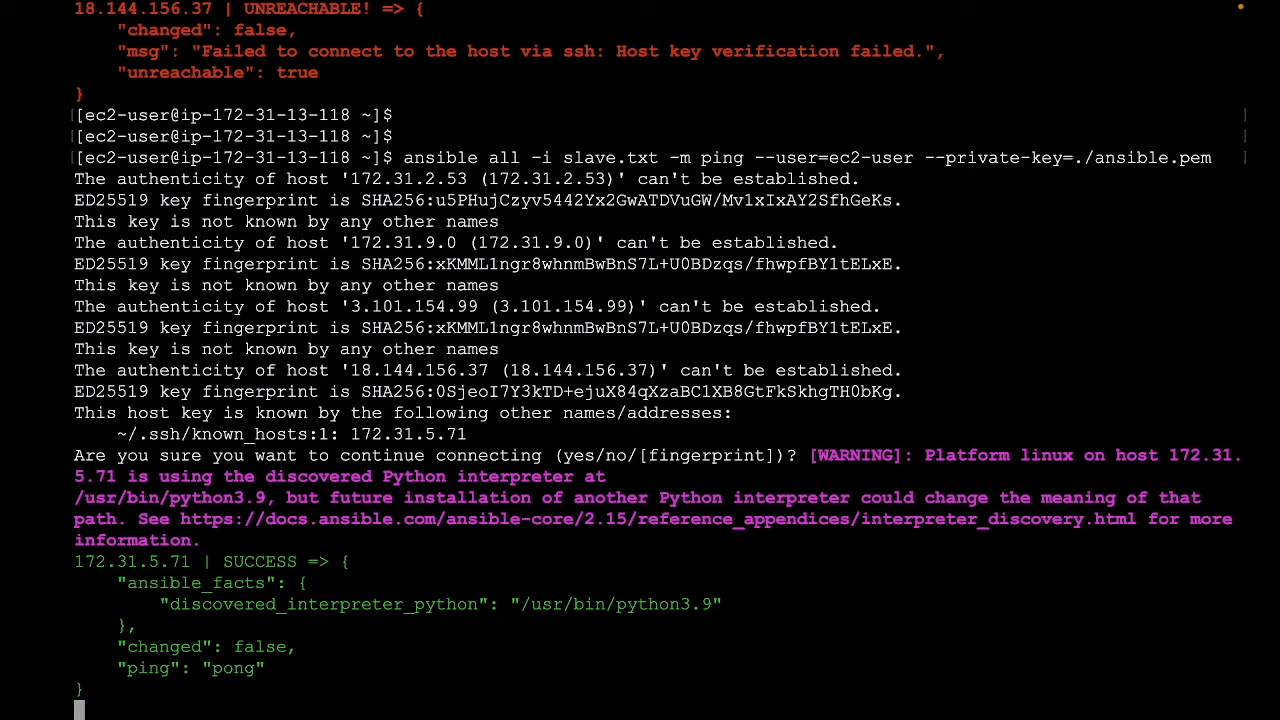 18.144.156.37 | UNREACHABLE! => {
    "changed": false,
    "msg": "Failed to connect to the host via ssh: Host key verification failed.",
    "unreachable": true
}
[[ec2-user@ip-172-31-13-118 ~]$ ]
[[ec2-user@ip-172-31-13-118 ~]$ ]
[[ec2-user@ip-172-31-13-118 ~]$ ansible all -i slave.txt -m ping --user=ec2-user --private-key=./ansible.pem ]
The authenticity of host '172.31.2.53 (172.31.2.53)' can't be established.
ED25519 key fingerprint is SHA256:u5PHujCzyv5442Yx2GwATDVuGW/Mv1xIxAY2SfhGeKs.
This key is not known by any other names
The authenticity of host '172.31.9.0 (172.31.9.0)' can't be established.
ED25519 key fingerprint is SHA256:xKMML1ngr8whnmBwBnS7L+U0BDzqs/fhwpfBY1tELxE.
This key is not known by any other names
The authenticity of host '3.101.154.99 (3.101.154.99)' can't be established.
ED25519 key fingerprint is SHA256:xKMML1ngr8whnmBwBnS7L+U0BDzqs/fhwpfBY1tELxE.
This key is not known by any other names
The authenticity of host '18.144.156.37 (18.144.156.37)' can't be established.
ED25519 key fingerprint is SHA256:0SjeoI7Y3kTD+ejuX84qXzaBC1XB8GtFkSkhgTH0bKg.
This host key is known by the following other names/addresses:
    ~/.ssh/known_hosts:1: 172.31.5.71
Are you sure you want to continue connecting (yes/no/[fingerprint])? [WARNING]: Platform linux on host 172.31.
5.71 is using the discovered Python interpreter at
/usr/bin/python3.9, but future installation of another Python interpreter could change the meaning of that
path. See https://docs.ansible.com/ansible-core/2.15/reference_appendices/interpreter_discovery.html for more
information.
172.31.5.71 | SUCCESS => {
    "ansible_facts": {
        "discovered_interpreter_python": "/usr/bin/python3.9"
    },
    "changed": false,
    "ping": "pong"
}